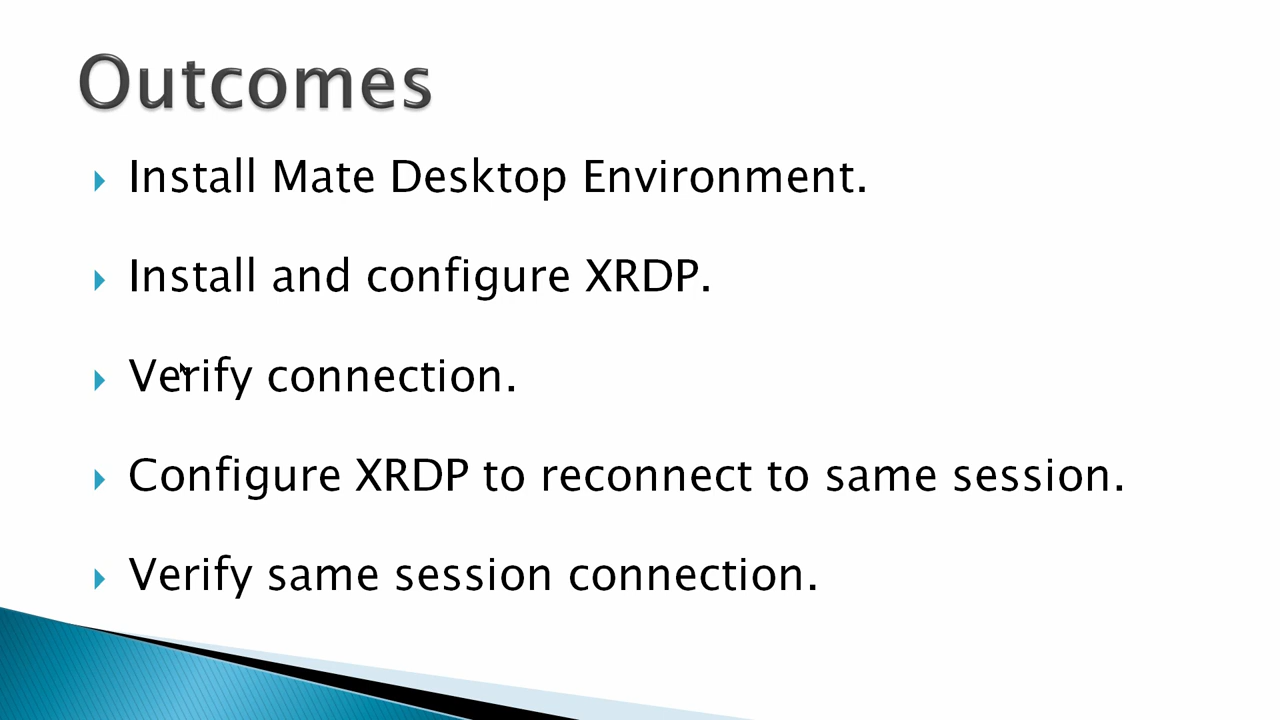 Outcomes
Install Mate Desktop Environment.
Install and configure XRDP.
Verify connection.
Configure XRDP to reconnect to same session.
Verify same session connection.